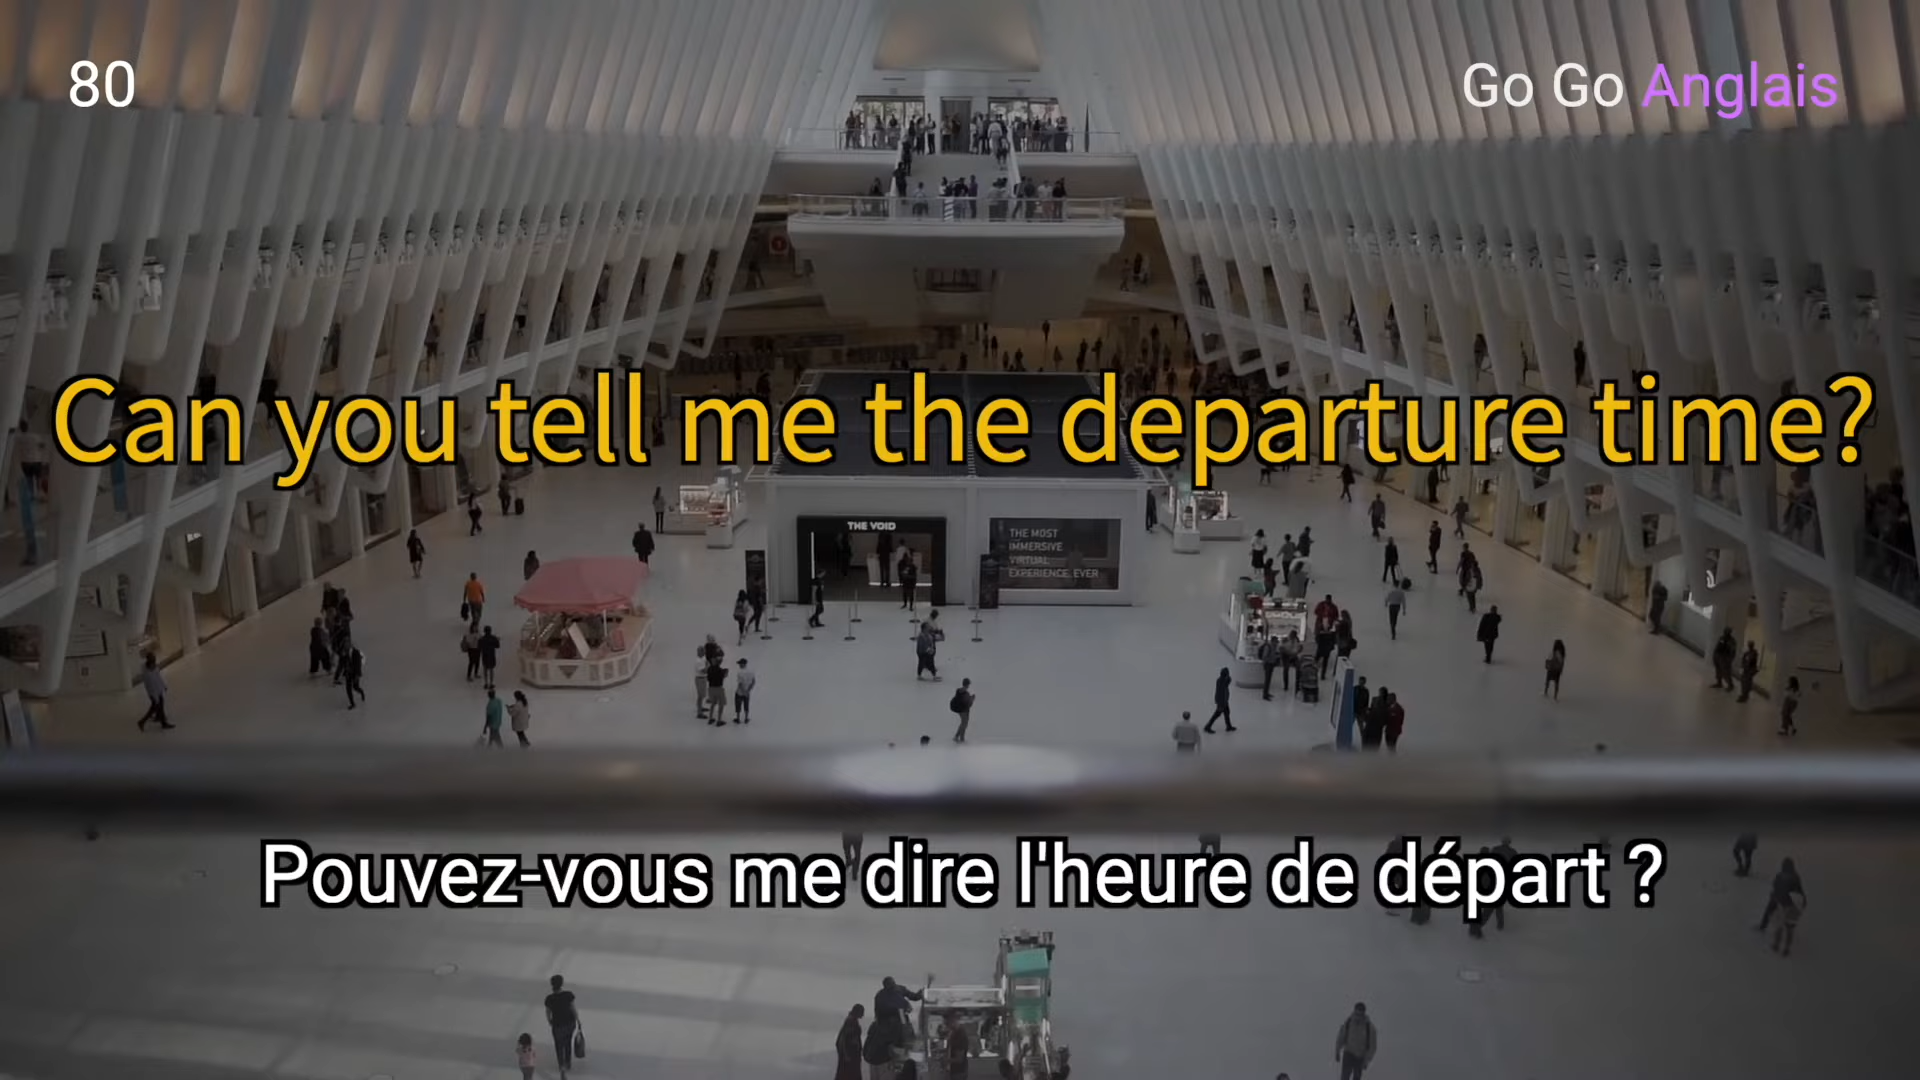 80
Go Go Anglais
Can you tell me the departure time?
THE VOID
THE MOST
IMMERSIVE
VIRTUAL
EXPERIENCE EVER
Pouvez-vous me dire l'heure de départ ?